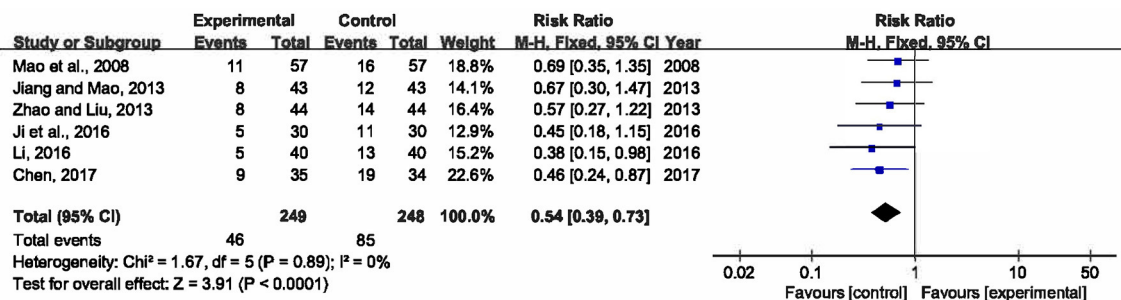 Experimental Control Risk Ratio Risk Ratio
Study or Subgroup Events Total Events Total Weight M-H, Fixed, 95% CI Year M-H, Fixed, 95% CI
Mao et al., 2008 11 57 16 57 18.8% 0.69 [0.35, 1.35] 2008
Jiang and Mao, 2013 8 43 12 43 14.1% 0.67 [0.30, 1.47] 2013
Zhao and Liu, 2013 8 44 14 44 16.4% 0.57 [0.27, 1.22] 2013
Ji et al., 2016 5 30 11 30 12.9% 0.45 [0.18, 1.15] 2016
Li, 2016 5 40 13 40 15.2% 0.38 [0.15, 0.98] 2016
Chen, 2017 9 35 19 34 22.6% 0.46 [0.24, 0.87] 2017
Total (95% CI) 249 248 100.0% 0.54 [0.39, 0.73]
Total events 46 85
Heterogeneity: Chi² = 1.67, df = 5 (P = 0.89); I² = 0%
Test for overall effect: Z = 3.91 (P < 0.0001)
0.02 0.1 1 10 50
Favours [control] Favours [experimental]